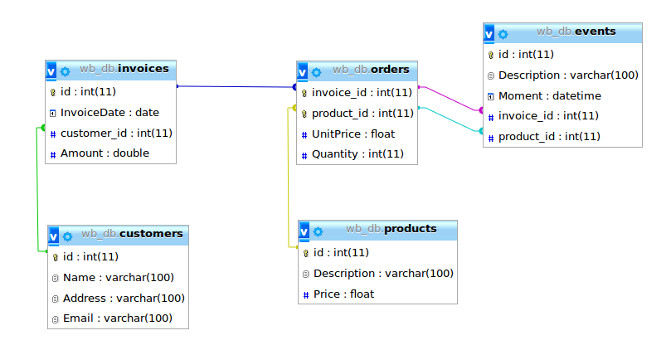 wb_db.invoices
id : int(11)
InvoiceDate : date
customer_id : int(11)
Amount : double
wb_db.orders
invoice_id : int(11)
product_id : int(11)
UnitPrice : float
Quantity : int(11)
wb_db.events
id : int(11)
Description : varchar(100)
Moment : datetime
invoice_id : int(11)
product_id : int(11)
wb_db.customers
id : int(11)
Name : varchar(100)
Address : varchar(100)
Email : varchar(100)
wb_db.products
id : int(11)
Description : varchar(100)
Price : float